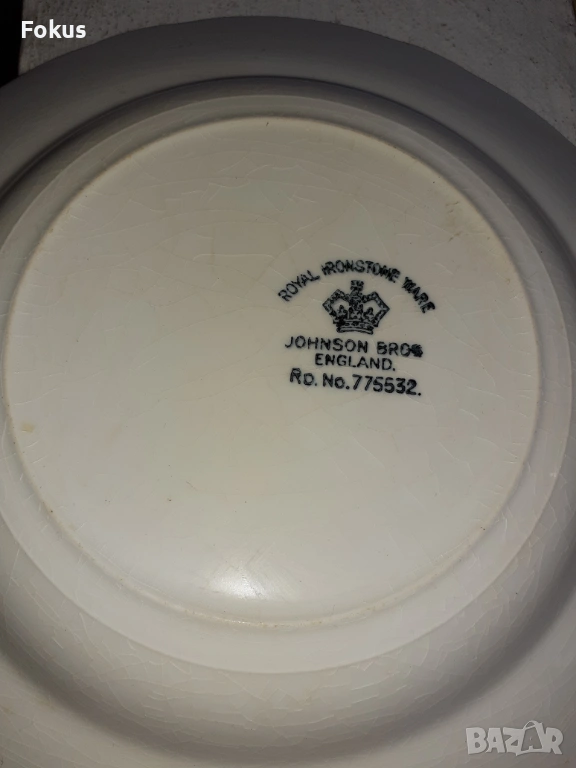 Fokus
ROYAL IRONSTONE WARE
JOHNSON BROS
ENGLAND.
RD. No. 775532.
BAZAR